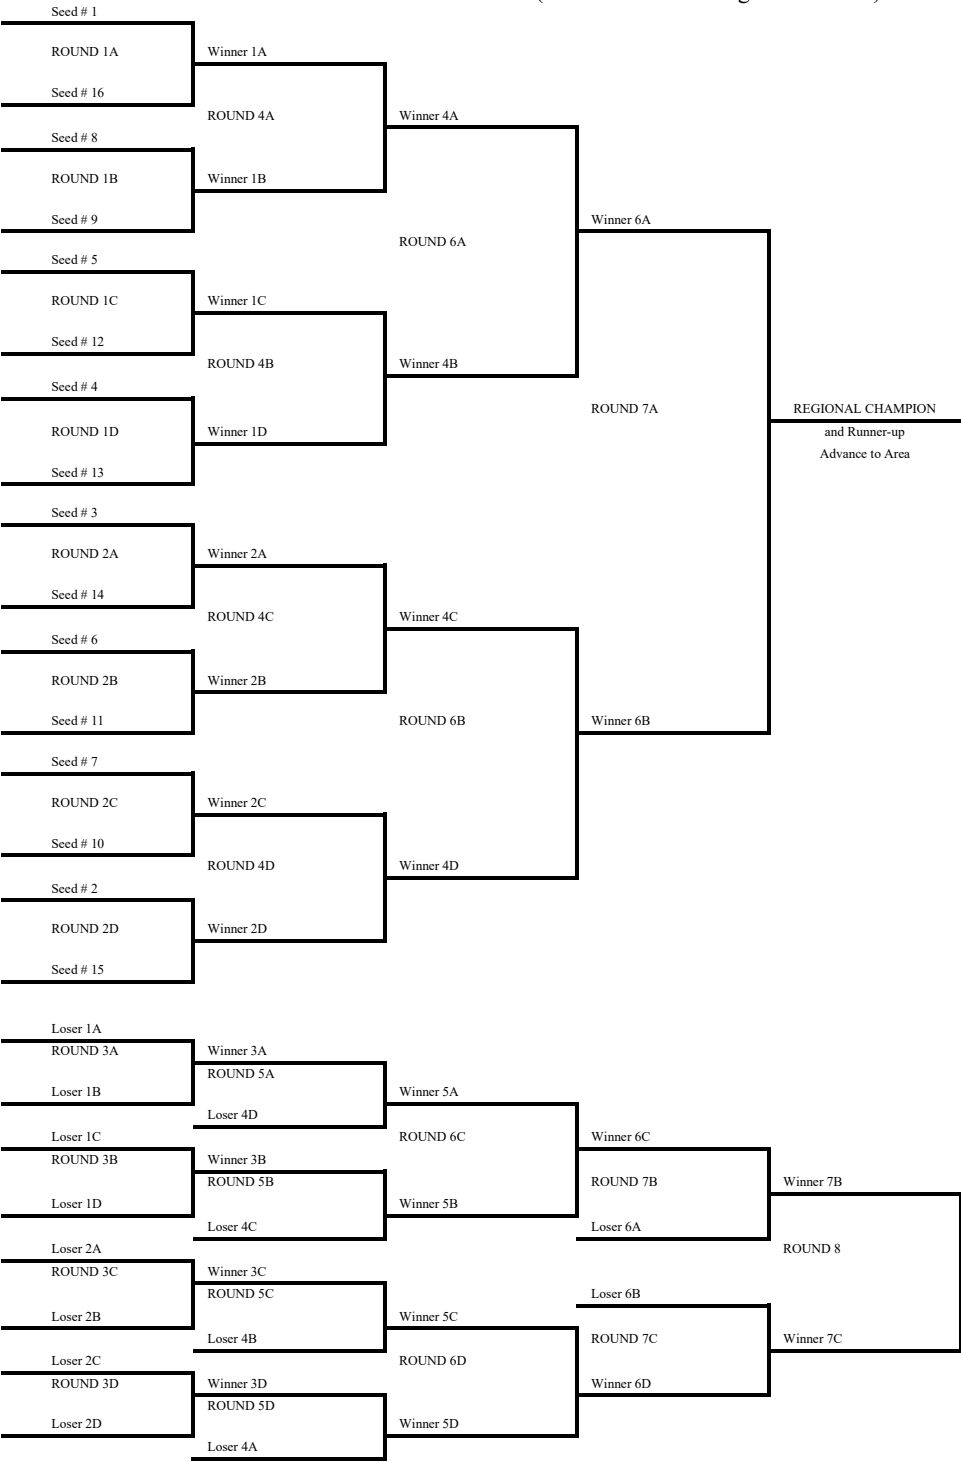 Seed # 1
ROUND 1A
Winner 1A
Seed # 16
ROUND 4A
Winner 4A
Seed # 8
ROUND 1B
Winner 1B
Seed # 9
Winner 6A
ROUND 6A
Seed # 5
ROUND 1C
Winner 1C
Seed # 12
ROUND 4B
Winner 4B
Seed # 4
ROUND 7A
REGIONAL CHAMPION
ROUND 1D
Winner 1D
and Runner-up
Advance to Area
Seed # 13
Seed # 3
ROUND 2A
Winner 2A
Seed # 14
ROUND 4C
Winner 4C
Seed # 6
ROUND 2B
Winner 2B
Seed # 11
ROUND 6B
Winner 6B
Seed # 7
ROUND 2C
Winner 2C
Seed # 10
ROUND 4D
Winner 4D
Seed # 2
ROUND 2D
Winner 2D
Seed # 15
Loser 1A
ROUND 3A
Winner 3A
ROUND 5A
Loser 1B
Winner 5A
Loser 4D
Loser 1C
ROUND 6C
Winner 6C
ROUND 3B
Winner 3B
ROUND 5B
ROUND 7B
Winner 7B
Loser 1D
Winner 5B
Loser 4C
Loser 6A
Loser 2A
ROUND 8
ROUND 3C
Winner 3C
ROUND 5C
Loser 6B
Loser 2B
Winner 5C
Loser 4B
ROUND 7C
Winner 7C
Loser 2C
ROUND 6D
ROUND 3D
Winner 3D
Winner 6D
ROUND 5D
Loser 2D
Winner 5D
Loser 4A